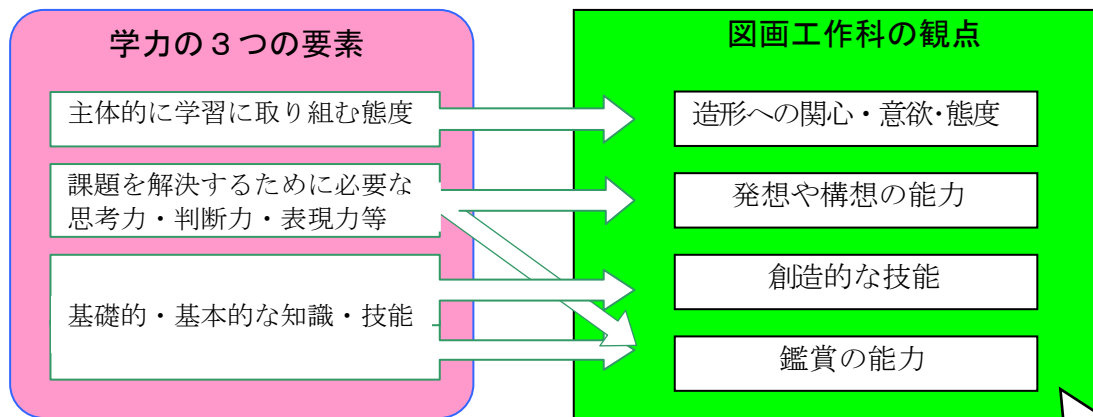 学力の３つの要素
主体的に学習に取り組む態度
課題を解決するために必要な
思考力・判断力・表現力等
基礎的・基本的な知識・技能
図画工作科の観点
造形への関心・意欲・態度
発想や構想の能力
創造的な技能
鑑賞の能力